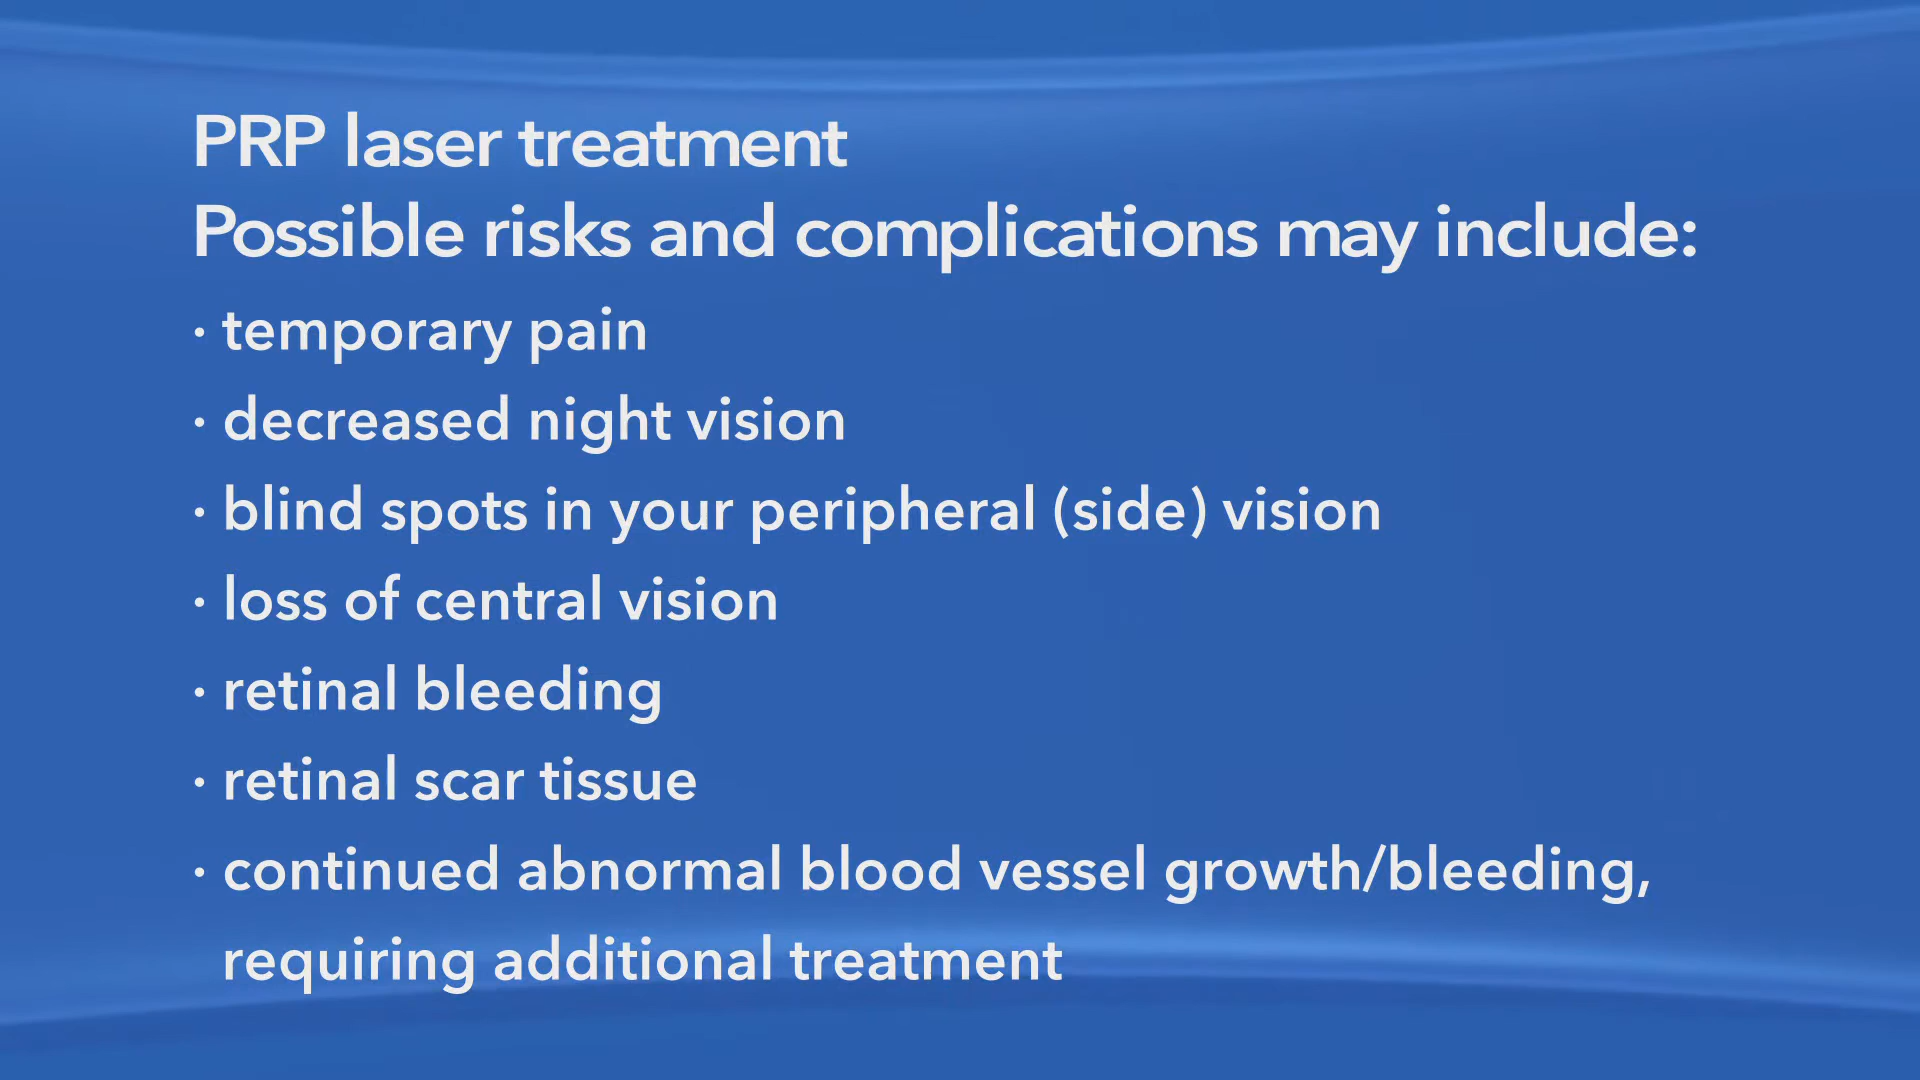 PRP laser treatment
Possible risks and complications may include:
· temporary pain
· decreased night vision
· blind spots in your peripheral (side) vision
· loss of central vision
· retinal bleeding
· retinal scar tissue
· continued abnormal blood vessel growth/bleeding,
requiring additional treatment